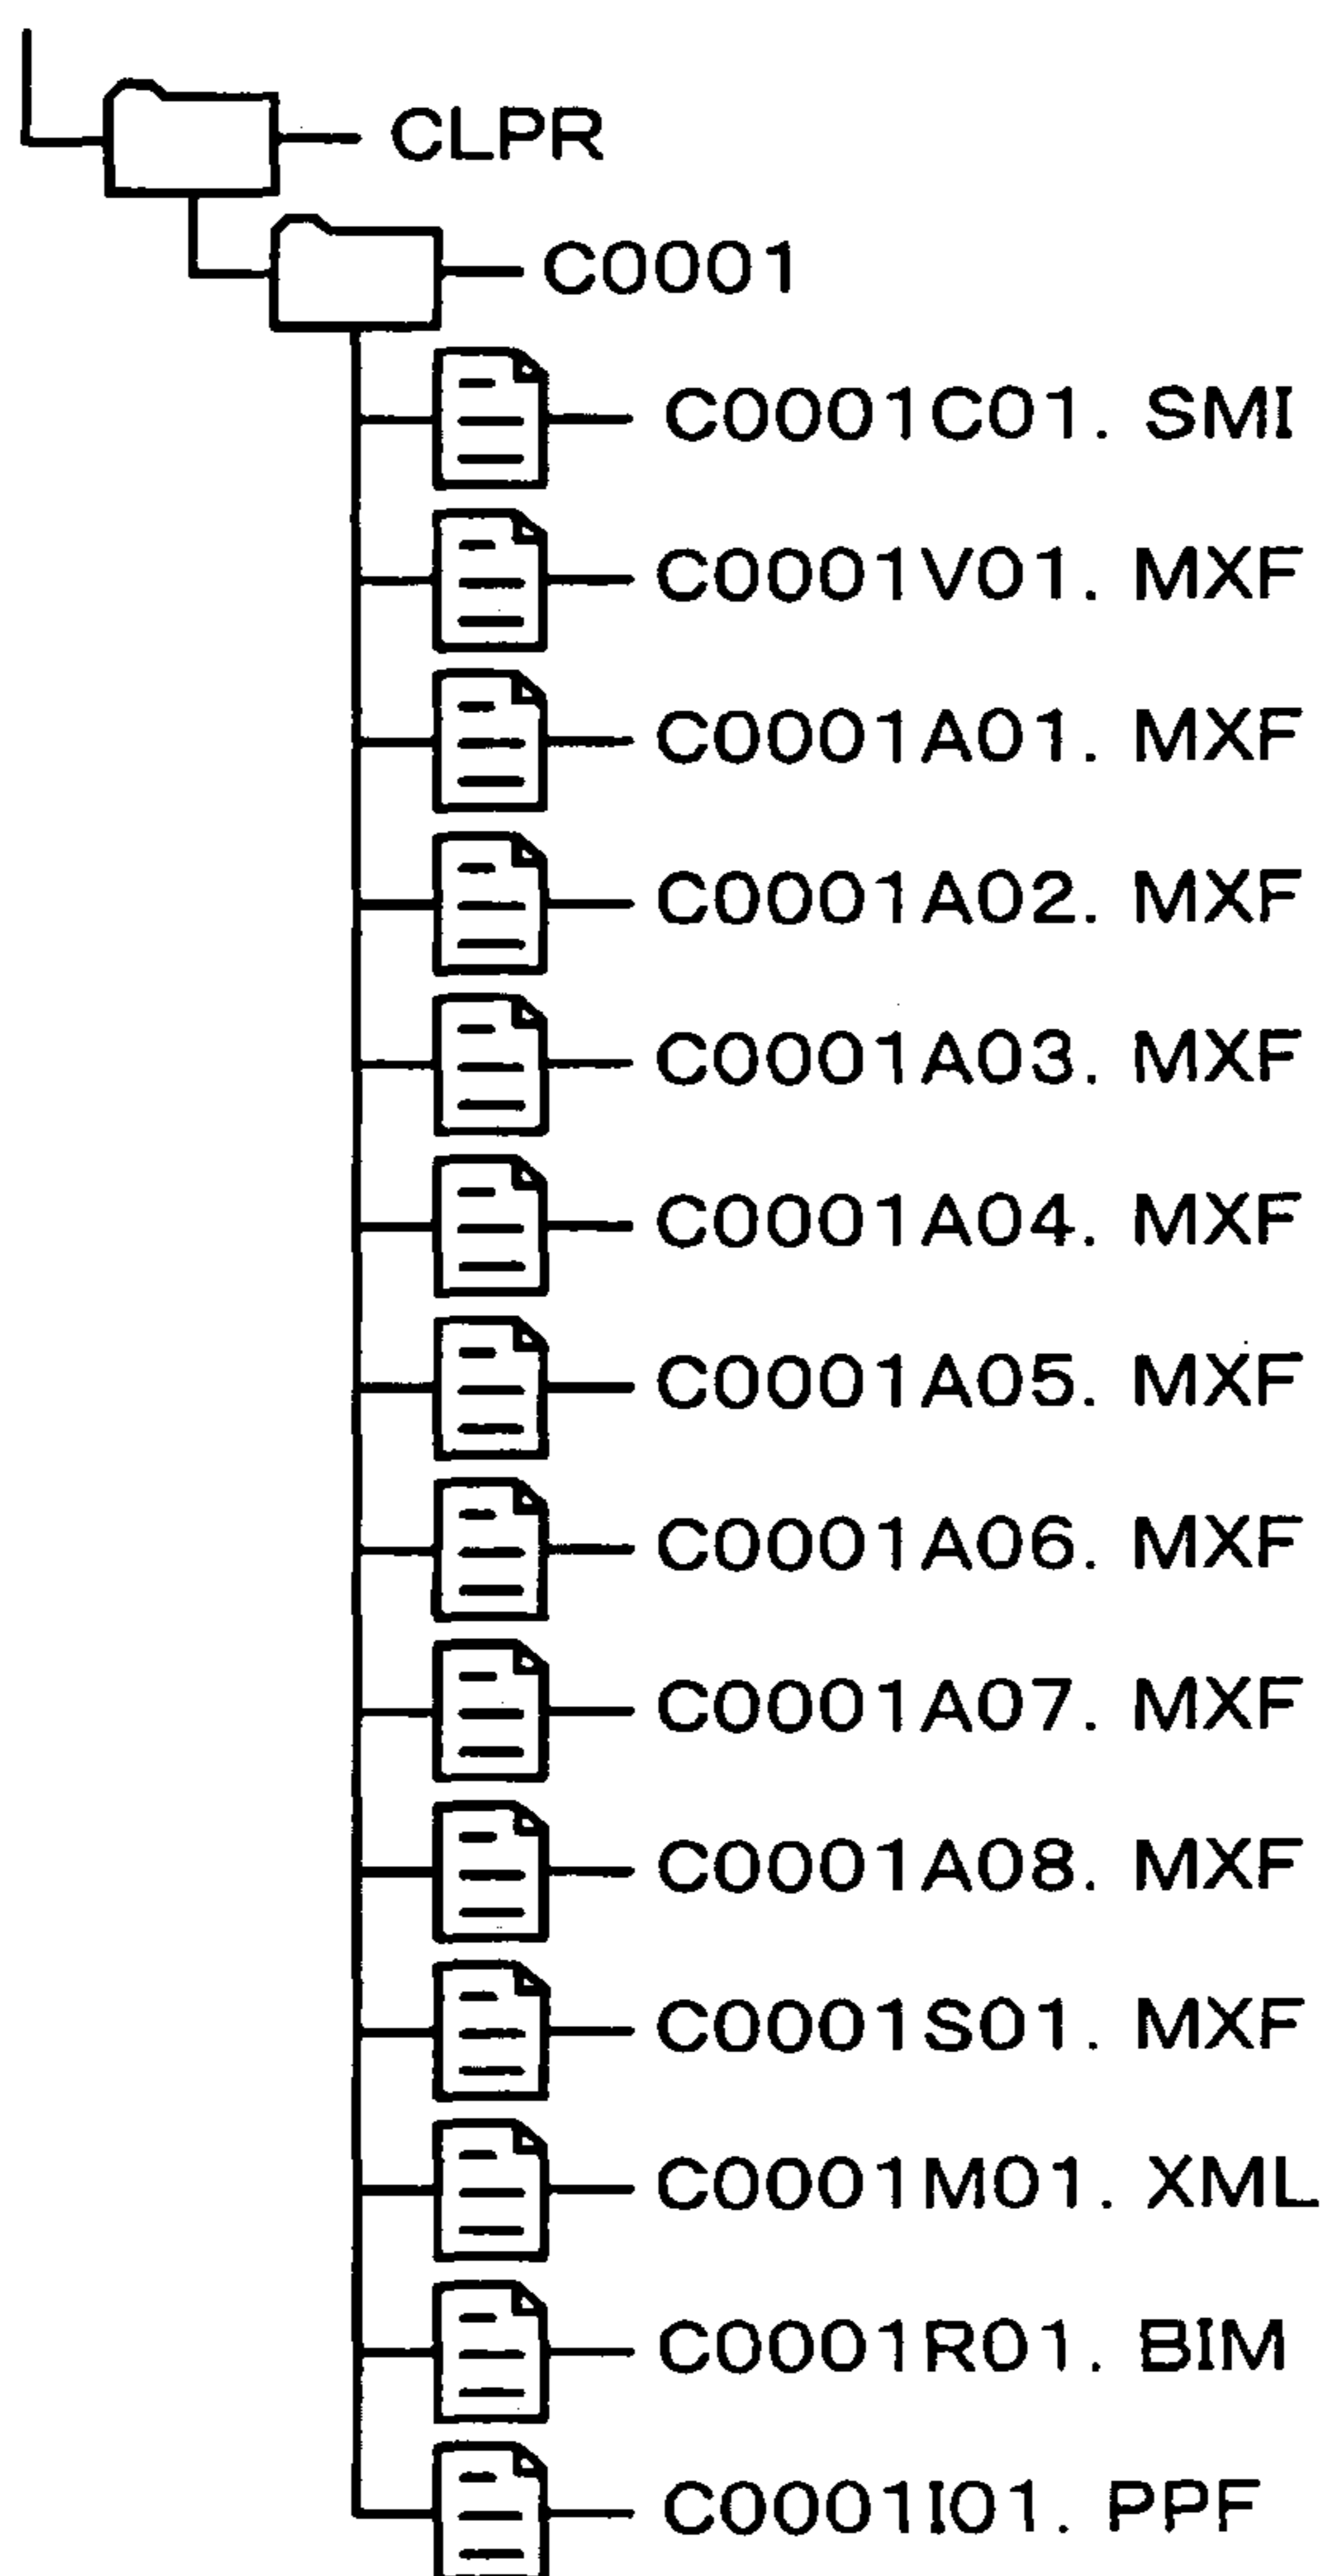 CLPR
C0001
C0001C01. SMI
C0001V01. MXF
C0001A01. MXF
C0001A02. MXF
C0001A03. MXF
C0001A04. MXF
C0001A05. MXF
C0001A06. MXF
C0001A07. MXF
C0001A08. MXF
C0001S01. MXF
C0001M01. XML
C0001R01. BIM
C0001I01. PPF